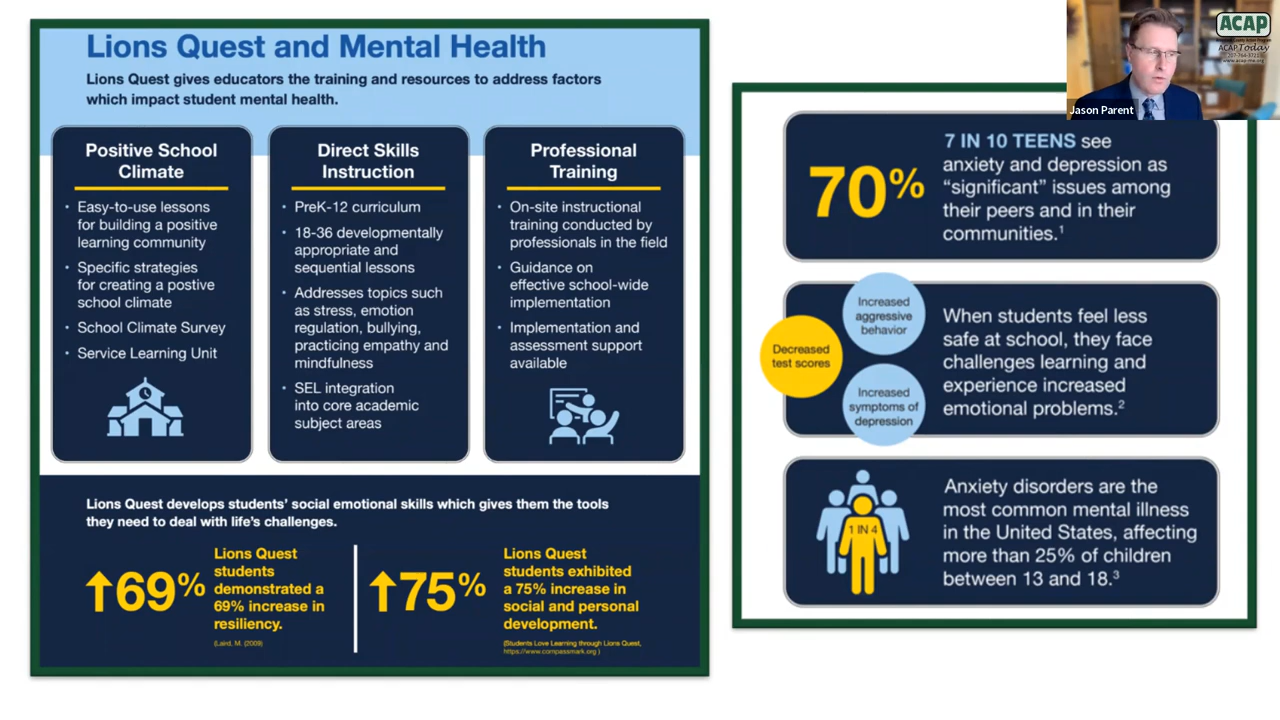 Lions Quest and Mental Health
Lions Quest gives educators the training and resources to address factors
which impact student mental health.
Positive School
Climate
• Easy-to-use lessons
for building a positive
learning community
• Specific strategies
for creating a postive
school climate
• School Climate Survey
• Service Learning Unit
Direct Skills
Instruction
• PreK-12 curriculum
• 18-36 developmentally
appropriate and
sequential lessons
• Addresses topics such
as stress, emotion
regulation, bullying,
practicing empathy and
mindfulness
• SEL integration
into core academic
subject areas
Professional
Training
• On-site instructional
training conducted by
professionals in the field
• Guidance on
effective school-wide
implementation
• Implementation and
assessment support
available
Lions Quest develops students' social emotional skills which gives them the tools
they need to deal with life's challenges.
69%
Lions Quest
students
demonstrated a
69% increase in
resiliency.
(Laird, M. (2009)
75%
Lions Quest
students exhibited
a 75% increase in
social and personal
development.
(Students Love Learning through Lions Quest,
https://www.compassmark.org )
70%
7 IN 10 TEENS see
anxiety and depression as
“significant” issues among
their peers and in their
communities.1
Decreased
test scores
Increased
aggressive
behavior
Increased
symptoms of
depression
When students feel less
safe at school, they face
challenges learning and
experience increased
emotional problems.2
1 IN 4
Anxiety disorders are the
most common mental illness
in the United States, affecting
more than 25% of children
between 13 and 18.3
Jason Parent
ACAP
ACAP Today